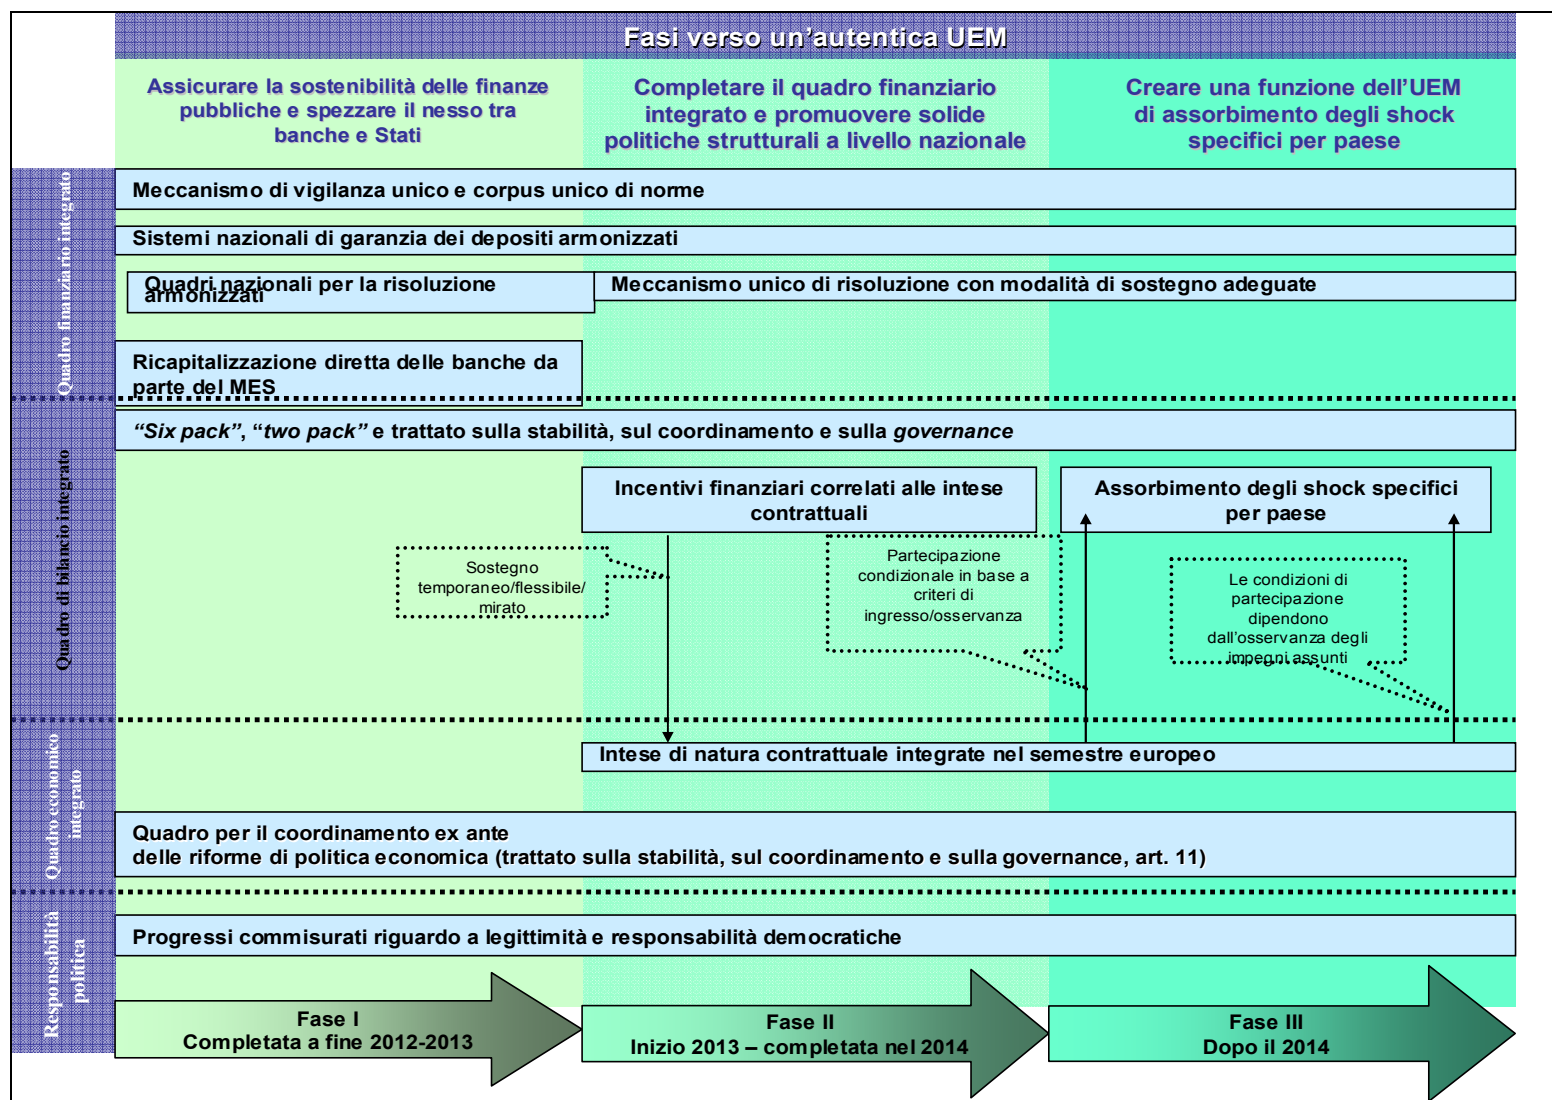 Fasi verso un'autentica UEM
Assicurare la sostenibilità delle finanze
pubbliche e spezzare il nesso tra
banche e Stati
Completare il quadro finanziario
integrato e promuovere solide
politiche strutturali a livello nazionale
Creare una funzione dell'UEM
di assorbimento degli shock
specifici per paese
Quadro finanziario integrato
Meccanismo di vigilanza unico e corpus unico di norme
Sistemi nazionali di garanzia dei depositi armonizzati
Quadri nazionali per la risoluzione
armonizzati
Meccanismo unico di risoluzione con modalità di sostegno adeguate
Ricapitalizzazione diretta delle banche da
parte del MES
Quadro di bilancio integrato
"Six pack", "two pack" e trattato sulla stabilità, sul coordinamento e sulla governance
Incentivi finanziari correlati alle intese
contrattuali
Assorbimento degli shock specifici
per paese
Sostegno
temporaneo/flessibile/
mirato
Partecipazione
condizionale in base a
criteri di
ingresso/osservanza
Le condizioni di
partecipazione
dipendono
dall'osservanza degli
impegni assunti
Quadro economico
integrato
Intese di natura contrattuale integrate nel semestre europeo
Quadro per il coordinamento ex ante
delle riforme di politica economica (trattato sulla stabilità, sul coordinamento e sulla governance, art. 11)
Responsabilità
politica
Progressi commisurati riguardo a legittimità e responsabilità democratiche
Fase I
Completata a fine 2012-2013
Fase II
Inizio 2013 – completata nel 2014
Fase III
Dopo il 2014